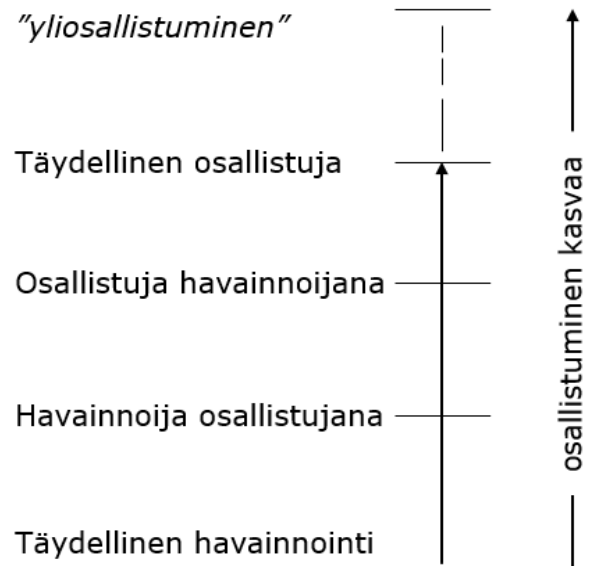 "yliosallistuminen"
Täydellinen osallistuja
Osallistuja havainnoijana
Havainnoija osallistujana
Täydellinen havainnointi
osallistuminen kasvaa